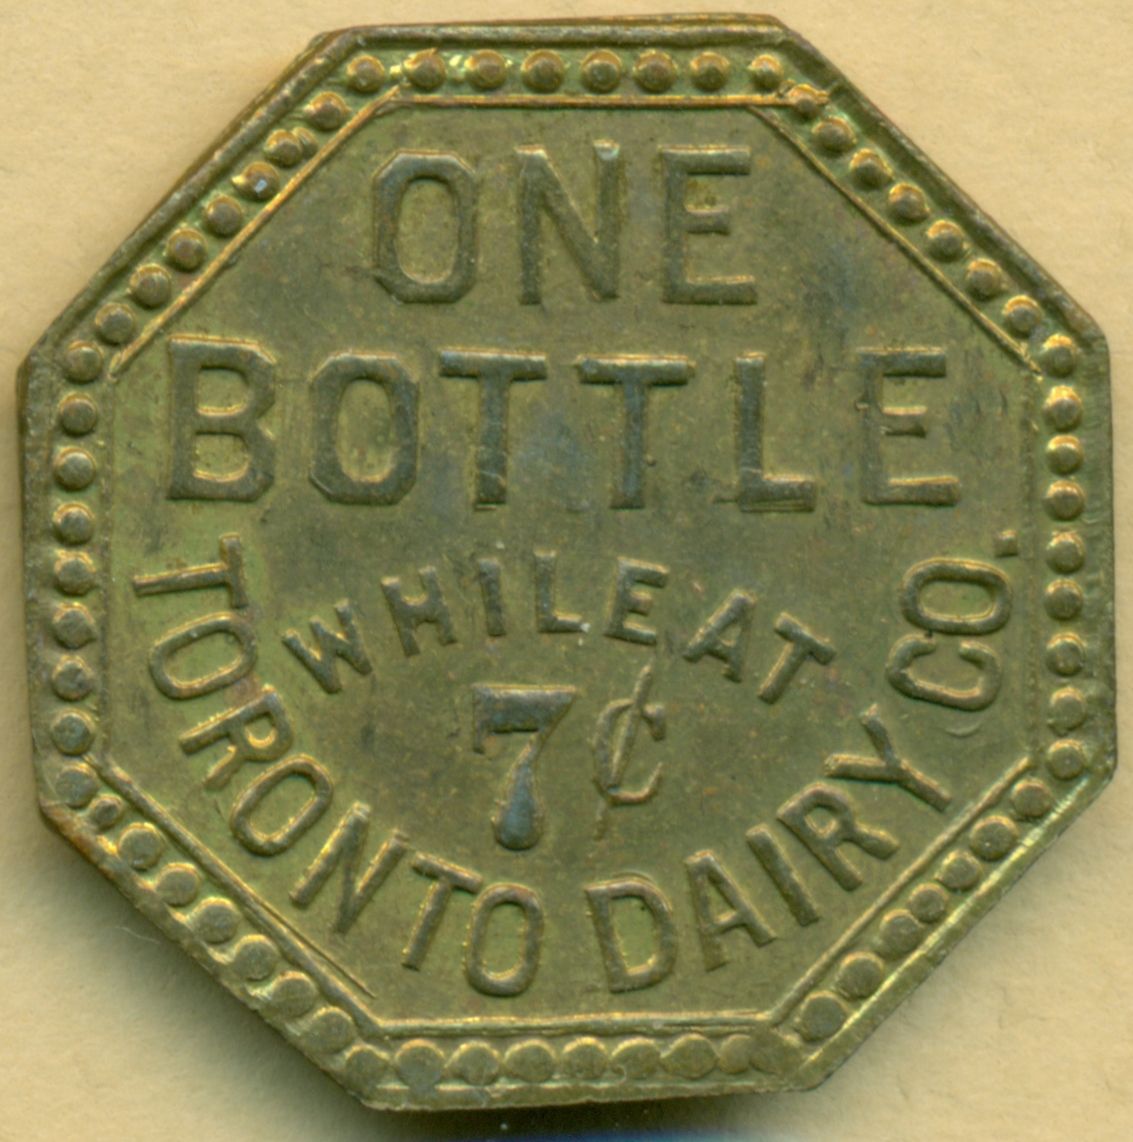 ONE
BOTTLE
WHILE AT
7¢
TORONTO DAIRY CO.